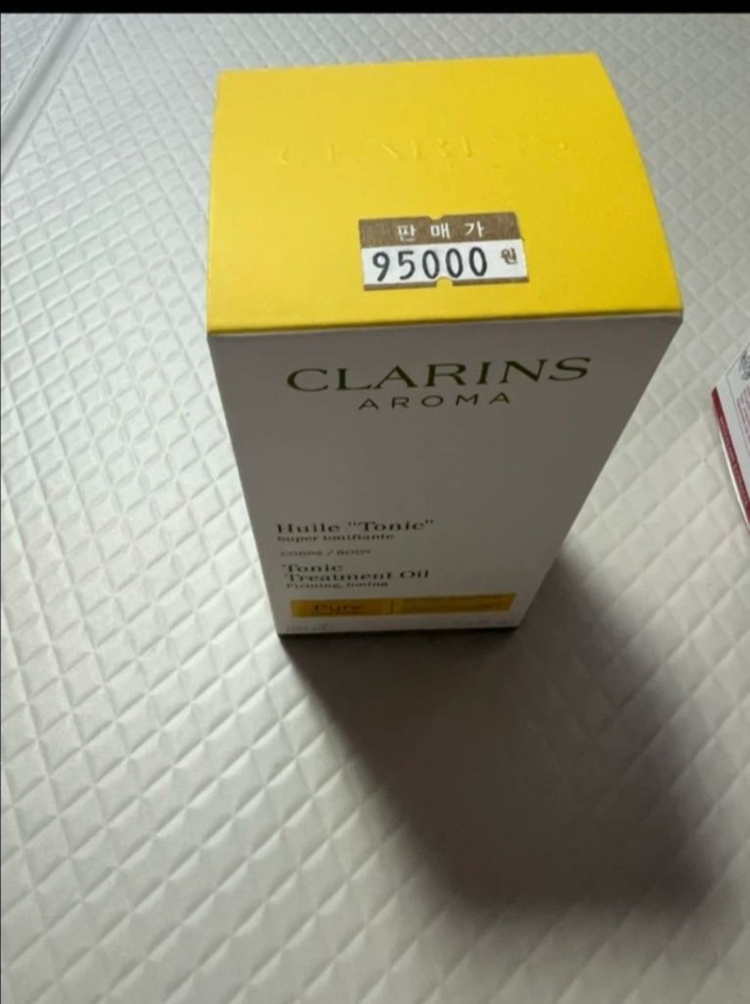 CLARINS
판매가
95000 원
CLARINS
AROMA
Huile "Tonic"
Super tonifiante
CORPS / BODY
Tonic
Treatment Oil
Firming, toning
Pure